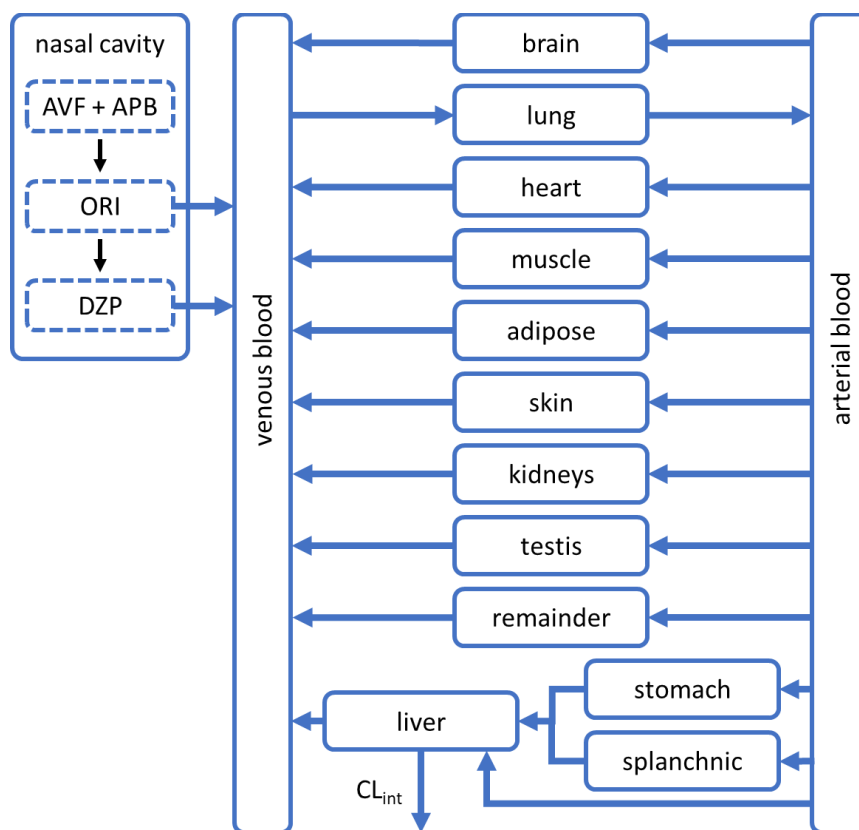 nasal cavity
AVF + APB
ORI
DZP
venous blood
brain
lung
heart
muscle
adipose
skin
kidneys
testis
remainder
stomach
liver
splanchnic
CLint
arterial blood